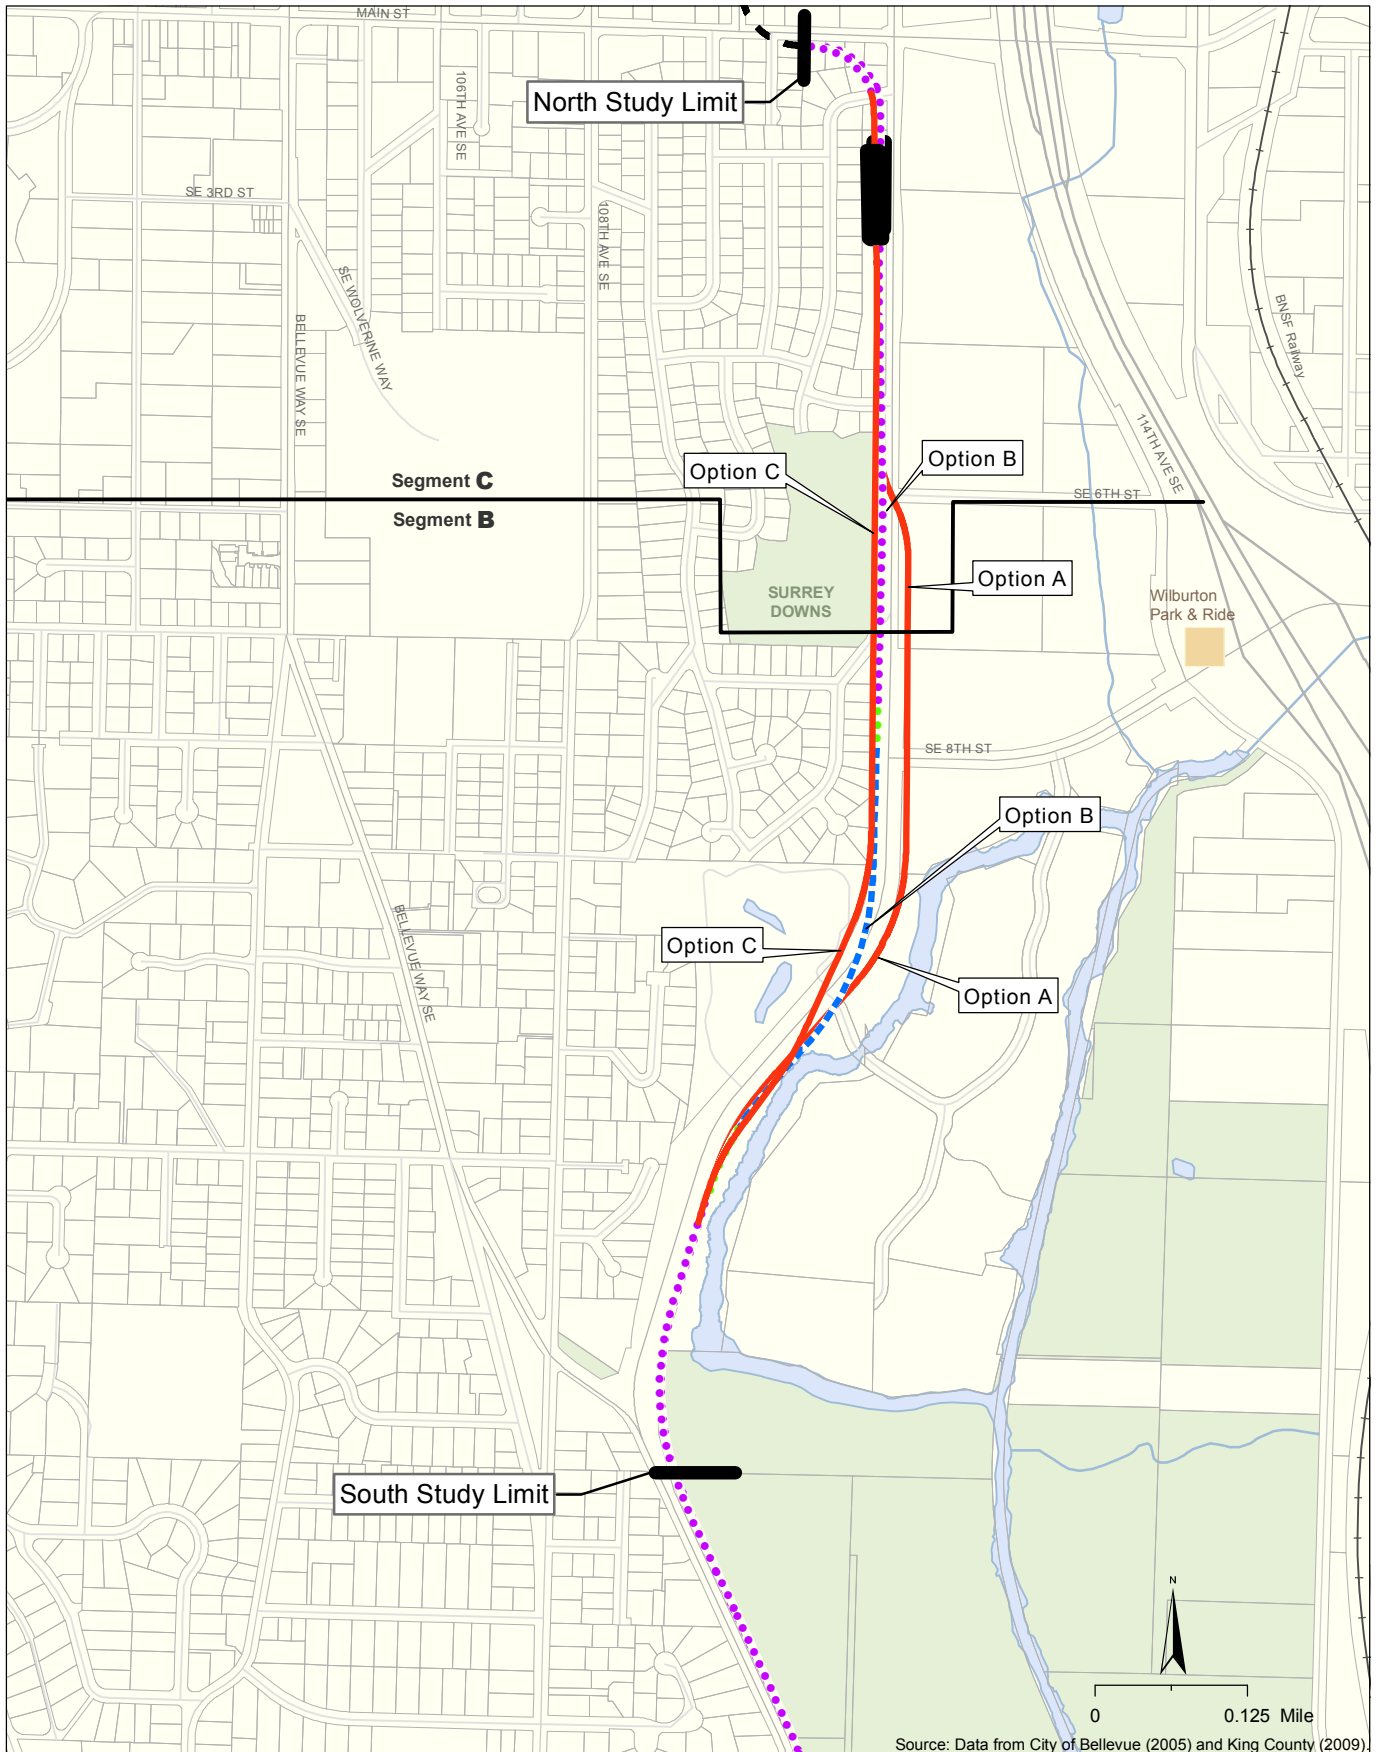 MAIN ST
North Study Limit
106TH AVE SE
SE 3RD ST
108TH AVE SE
SE WOLVERINE WAY
BELLEVUE WAY SE
BNSF Railway
114TH AVE SE
Option C
Option B
Segment C
SE 6TH ST
Segment B
Option A
SURREY
DOWNS
Wilburton
Park & Ride
SE 8TH ST
Option B
Option C
BELLEVUE WAY SE
Option A
South Study Limit
N
0
0.125 Mile
Source: Data from City of Bellevue (2005) and King County (2009).